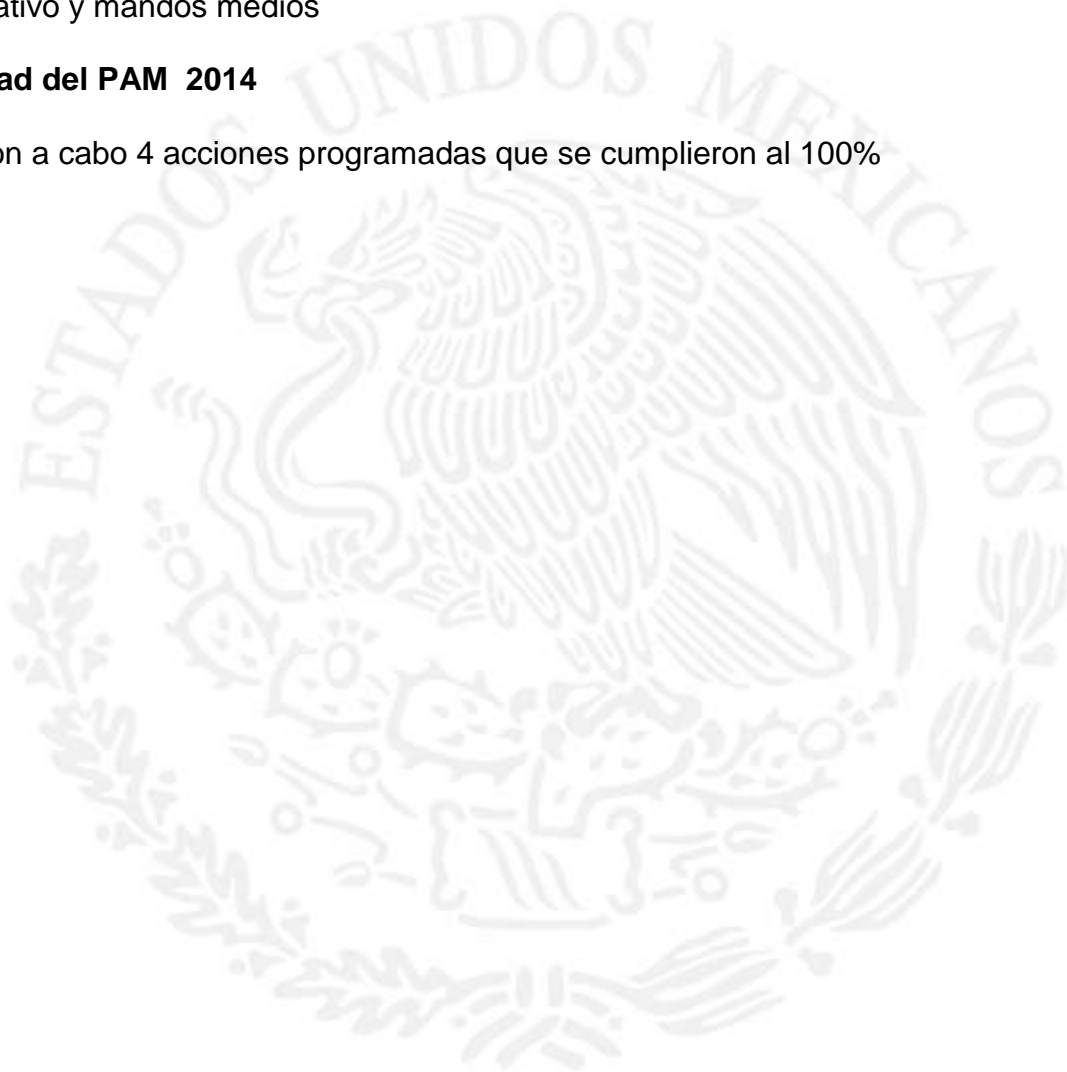 ativo y mandos medios
ad del PAM 2014
on a cabo 4 acciones programadas que se cumplieron al 100%
ESTADOS UNIDOS MEXICANOS